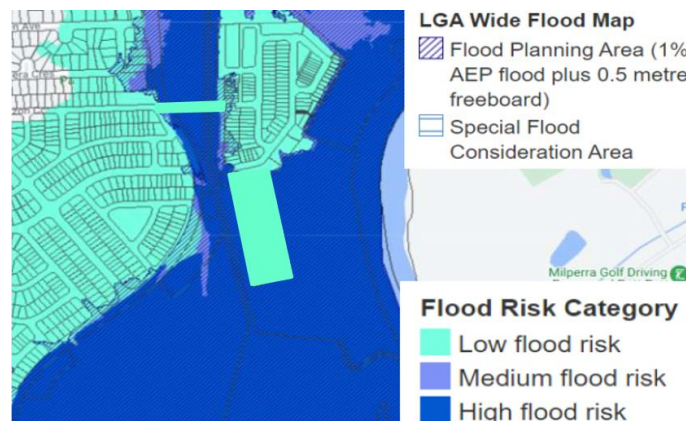 LGA Wide Flood Map
Flood Planning Area (1%
AEP flood plus 0.5 metre
freeboard)
Special Flood
Consideration Area
Milperra Golf Driving
Flood Risk Category
Low flood risk
Medium flood risk
High flood risk